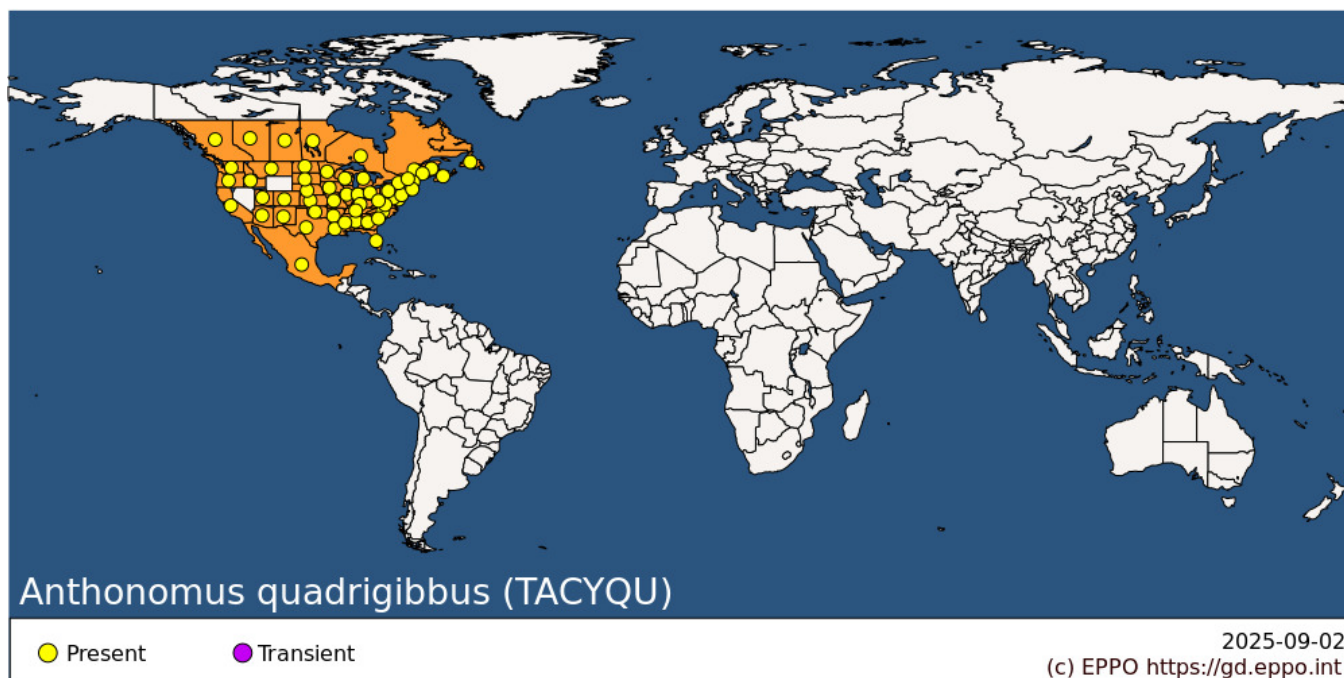 Anthonomus quadrigibbus (TACYQU)
Present
Transient
2025-09-02
(c) EPPO https://gd.eppo.int